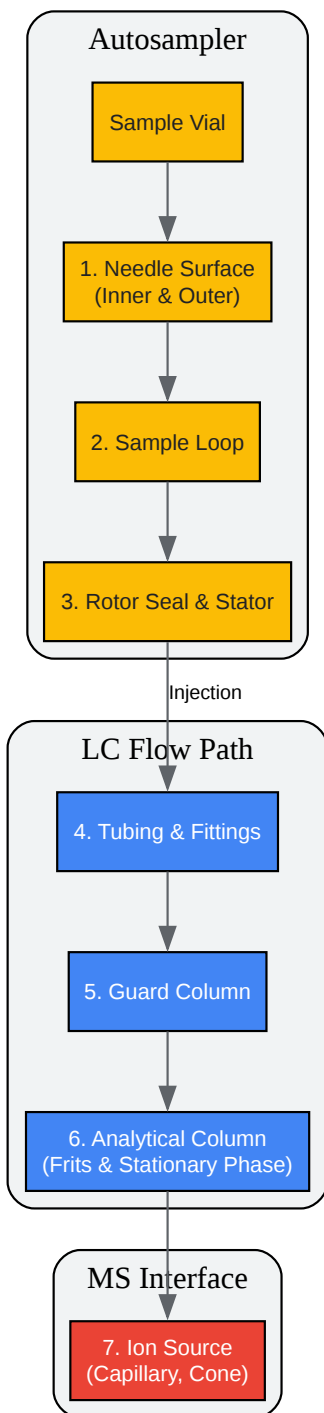 Autosampler
Sample Vial
1. Needle Surface
(Inner & Outer)
2. Sample Loop
3. Rotor Seal & Stator
Injection
LC Flow Path
4. Tubing & Fittings
5. Guard Column
6. Analytical Column
(Frits & Stationary Phase)
MS Interface
7. Ion Source
(Capillary, Cone)